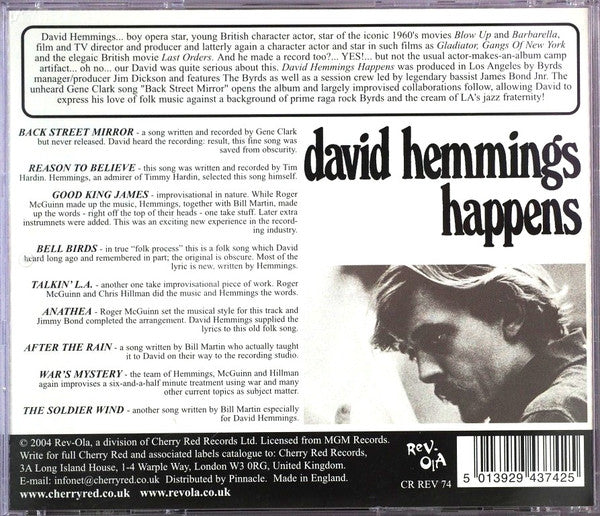 David Hemmings... boy opera star, young British character actor, star of the iconic 1960's movies Blow Up and Barbarella,
film and TV director and producer and latterly again a character actor and star in such films as Gladiator, Gangs Of New York
and the elegaic British movie Last Orders. And he made a record too?... YES!... but not the usual actor-makes-an-album camp
artifact... oh no... our David was quite serious about this. David Hemmings Happens was produced in Los Angeles by Byrds
manager/producer Jim Dickson and features The Byrds as well as a session crew led by legendary bassist James Bond Jnr. The
unheard Gene Clark song "Back Street Mirror" opens the album and largely improvised collaborations follow, allowing David to
express his love of folk music against a background of prime raga rock Byrds and the cream of LA's jazz fraternity!
BACK STREET MIRROR - a song written and recorded by Gene Clark
but never released. David heard the recording: result, this fine song was
saved from obscurity.
REASON TO BELIEVE - this song was written and recorded by Tim
Hardin. Hemmings, an admirer of Timmy Hardin, selected this song himself.
GOOD KING JAMES - improvisational in nature. While Roger
McGuinn made up the music, Hemmings, together with Bill Martin, made
up the words - right off the top of their heads - one take stuff. Later extra
instrumnets were added. This was an exciting new experience in the record-
ing industry.
BELL BIRDS - in true "folk process" this is a folk song which David
heard long ago and remembered in part; the original is obscure. Most of the
lyric is new, written by Hemmings.
TALKIN' L.A. - another one take improvisational piece of work. Roger
McGuinn and Chris Hillman did the music and Hemmings the words.
ANATHEA - Roger McGuinn set the musical style for this track and
Jimmy Bond completed the arrangement. David Hemmings supplied the
lyrics to this old folk song.
AFTER THE RAIN - a song written by Bill Martin who actually taught
it to David on their way to the recording studio.
WAR'S MYSTERY - the team of Hemmings, McGuinn and Hillman
again improvises a six-and-a-half minute treatment using war and many
other current topics as subject matter.
THE SOLDIER WIND - another song written by Bill Martin especially
for David Hemmings.
david hemmings
happens
© 2004 Rev-Ola, a division of Cherry Red Records Ltd. Licensed from MGM Records.
Write for full Cherry Red and associated labels catalogue to: Cherry Red Records,
3A Long Island House, 1-4 Warple Way, London W3 0RG, United Kingdom.
E-mail: infonet@cherryred.co.uk Distributed by Pinnacle. Made in England.
www.cherryred.co.uk www.revola.co.uk
Rev-
OLA
CR REV 74
5 013929 437425